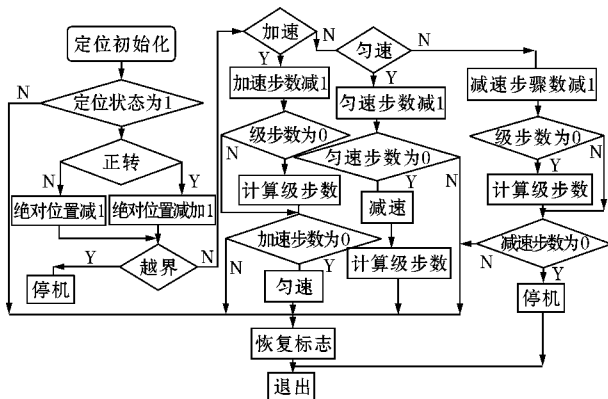 定位初始化
N
定位状态为1
正转
N
Y
绝对位置减1
绝对位置减加1
Y
越界
N
停机
加速
N
Y
加速步数减1
级步数为0
N
Y
计算级步数
加速步数为0
N
Y
匀速
匀速
N
Y
匀速步数减1
匀速步数为0
N
Y
减速
计算级步数
减速步骤数减1
级步数为0
Y
N
计算级步数
减速步数为0
N
Y
停机
恢复标志
退出